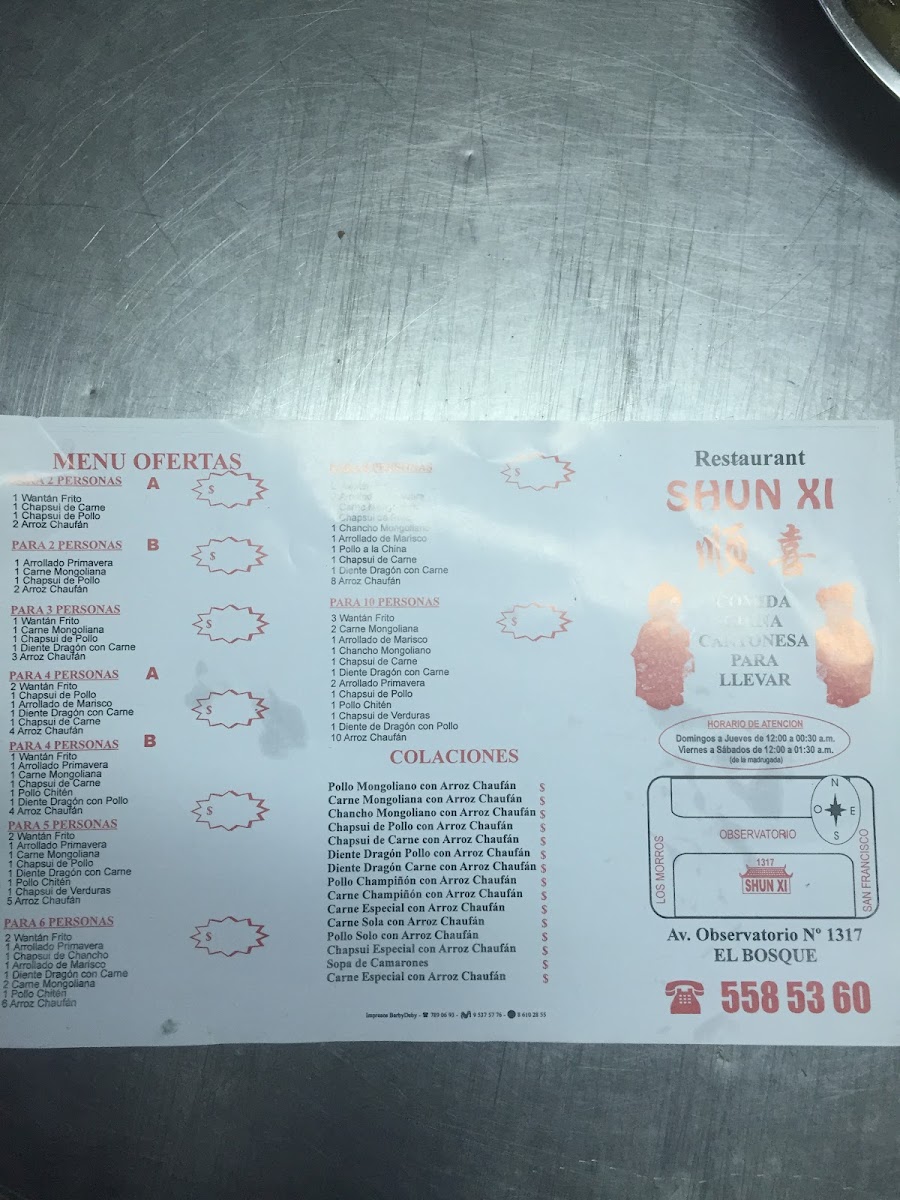 MENU OFERTAS
PARA 2 PERSONAS A
$
1 Wantán Frito
1 Chapsui de Carne
1 Chapsui de Pollo
2 Arroz Chaufán
PARA 2 PERSONAS B
$
1 Arrollado Primavera
1 Carne Mongoliana
1 Chapsui de Pollo
2 Arroz Chaufán
PARA 3 PERSONAS
$
1 Wantán Frito
1 Carne Mongoliana
1 Chapsui de Pollo
1 Diente Dragón con Carne
3 Arroz Chaufán
PARA 4 PERSONAS A
$
2 Wantán Frito
1 Chapsui de Pollo
1 Arrollado de Marisco
1 Diente Dragón con Carne
1 Chapsui de Carne
4 Arroz Chaufán
PARA 4 PERSONAS B
1 Wantán Frito
1 Arrollado Primavera
1 Carne Mongoliana
1 Chapsui de Carne
1 Pollo Chitén
1 Diente Dragón con Pollo
4 Arroz Chaufán
$
PARA 5 PERSONAS
2 Wantán Frito
1 Arrollado Primavera
1 Carne Mongoliana
1 Chapsui de Pollo
1 Diente Dragón con Carne
1 Pollo Chitén
1 Chapsui de Verduras
5 Arroz Chaufán
PARA 6 PERSONAS
$
2 Wantán Frito
1 Arrollado Primavera
1 Chapsui de Chancho
1 Arrollado de Marisco
1 Diente Dragón con Carne
2 Carne Mongoliana
1 Pollo Chitén
6 Arroz Chaufán
PERSONAS
$
1 Chancho Mongoliano
1 Arrollado de Marisco
1 Pollo a la China
1 Chapsui de Carne
1 Diente Dragón con Carne
8 Arroz Chaufán
PARA 10 PERSONAS
$
3 Wantán Frito
2 Carne Mongoliana
1 Arrollado de Marisco
1 Chancho Mongoliano
1 Chapsui de Carne
1 Diente Dragón con Carne
2 Arrollado Primavera
1 Chapsui de Pollo
1 Pollo Chitén
1 Chapsui de Verduras
1 Diente de Dragón con Pollo
10 Arroz Chaufán
COLACIONES
Pollo Mongoliano con Arroz Chaufán $
Carne Mongoliana con Arroz Chaufán $
Chancho Mongoliano con Arroz Chaufán $
Chapsui de Pollo con Arroz Chaufán $
Chapsui de Carne con Arroz Chaufán $
Diente Dragón Pollo con Arroz Chaufán $
Diente Dragón Carne con Arroz Chaufán $
Pollo Champiñón con Arroz Chaufán $
Carne Champiñón con Arroz Chaufán $
Carne Especial con Arroz Chaufán $
Carne Sola con Arroz Chaufán $
Pollo Solo con Arroz Chaufán $
Chapsui Especial con Arroz Chaufán $
Sopa de Camarones $
Carne Especial con Arroz Chaufán $
Restaurant
SHUN XI
順喜
COMIDA
CHINA
CANTONESA
PARA
LLEVAR
HORARIO DE ATENCION
Domingos a Jueves de 12:00 a 00:30 a.m.
Viernes a Sábados de 12:00 a 01:30 a.m.
(de la madrugada)
N
O E
S
OBSERVATORIO
LOS MORROS
SAN FRANCISCO
1317
SHUN XI
Av. Observatorio Nº 1317
EL BOSQUE
558 53 60